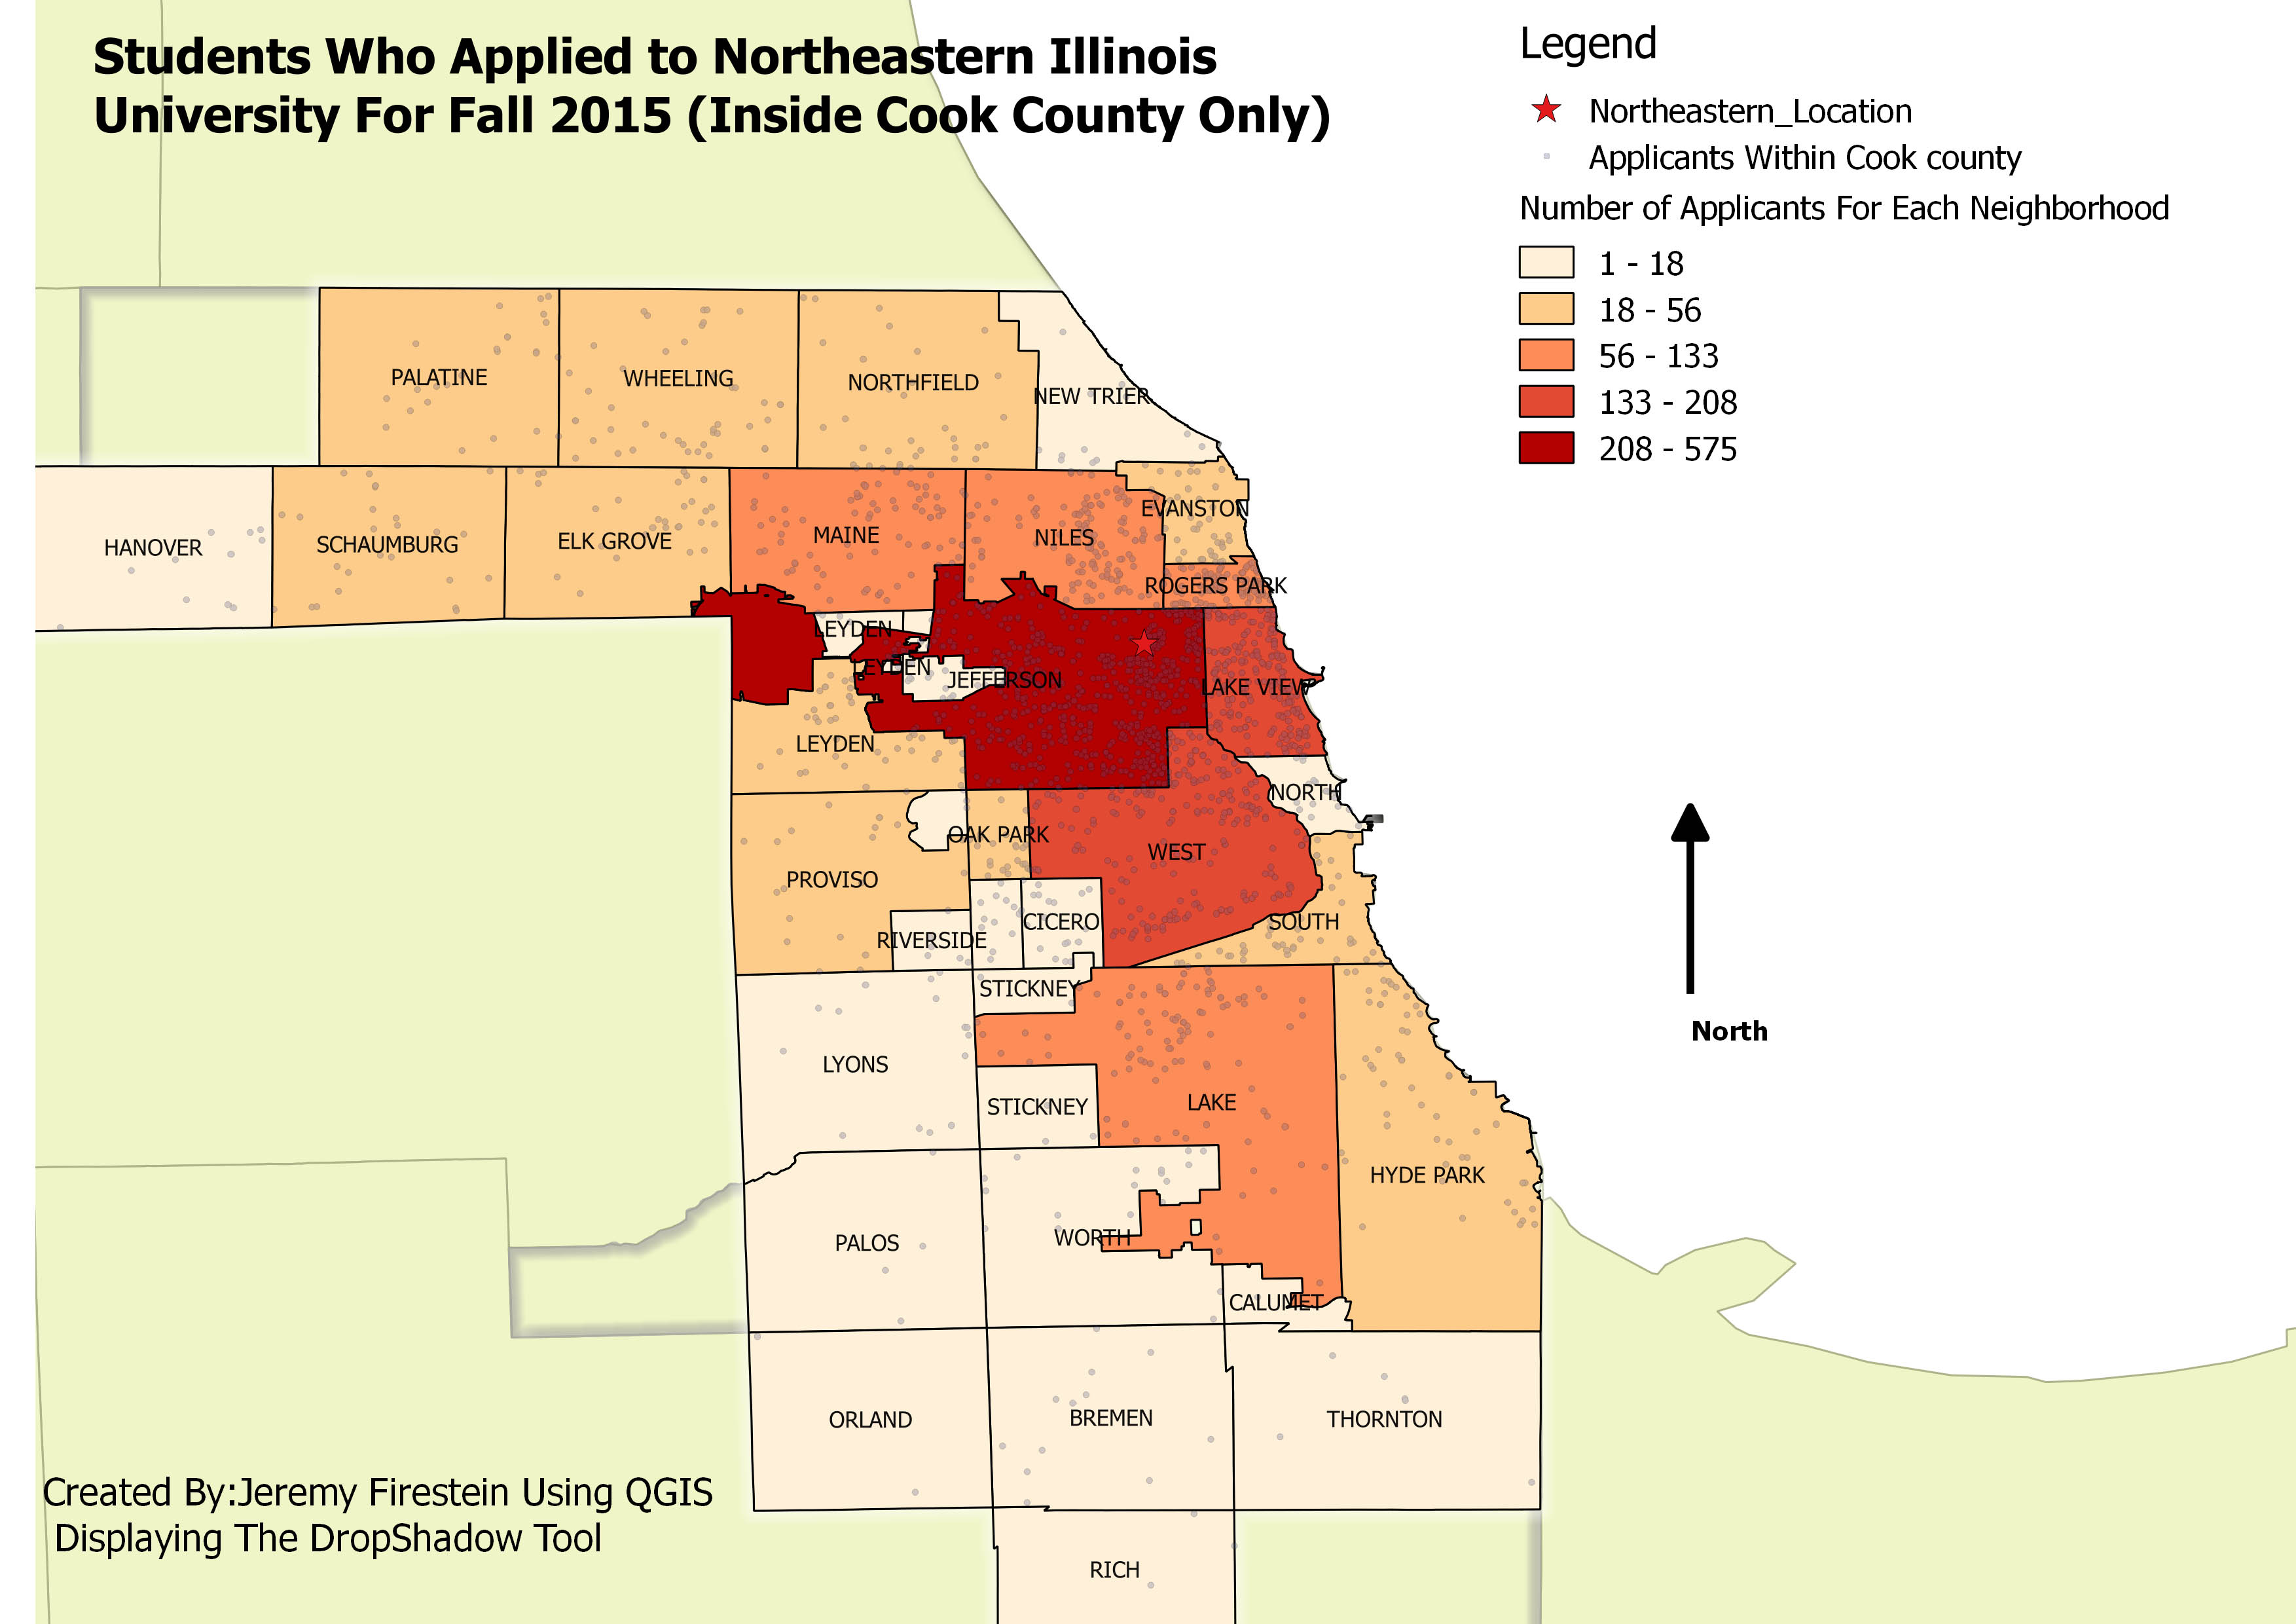 Students Who Applied to Northeastern Illinois
University For Fall 2015 (Inside Cook County Only)
Legend
Northeastern_Location
Applicants Within Cook county
Number of Applicants For Each Neighborhood
1 - 18
18 - 56
56 - 133
133 - 208
208 - 575
PALATINE
WHEELING
NORTHFIELD
NEW TRIER
HANOVER
SCHAUMBURG
ELK GROVE
MAINE
NILES
EVANSTON
ROGERS PARK
LEYDEN
LEYDEN
JEFFERSON
LAKE VIEW
LEYDEN
NORTH
OAK PARK
WEST
PROVISO
RIVERSIDE
CICERO
SOUTH
STICKNEY
LYONS
STICKNEY
LAKE
HYDE PARK
PALOS
WORTH
CALUMET
ORLAND
BREMEN
THORNTON
RICH
North
Created By:Jeremy Firestein Using QGIS
Displaying The DropShadow Tool